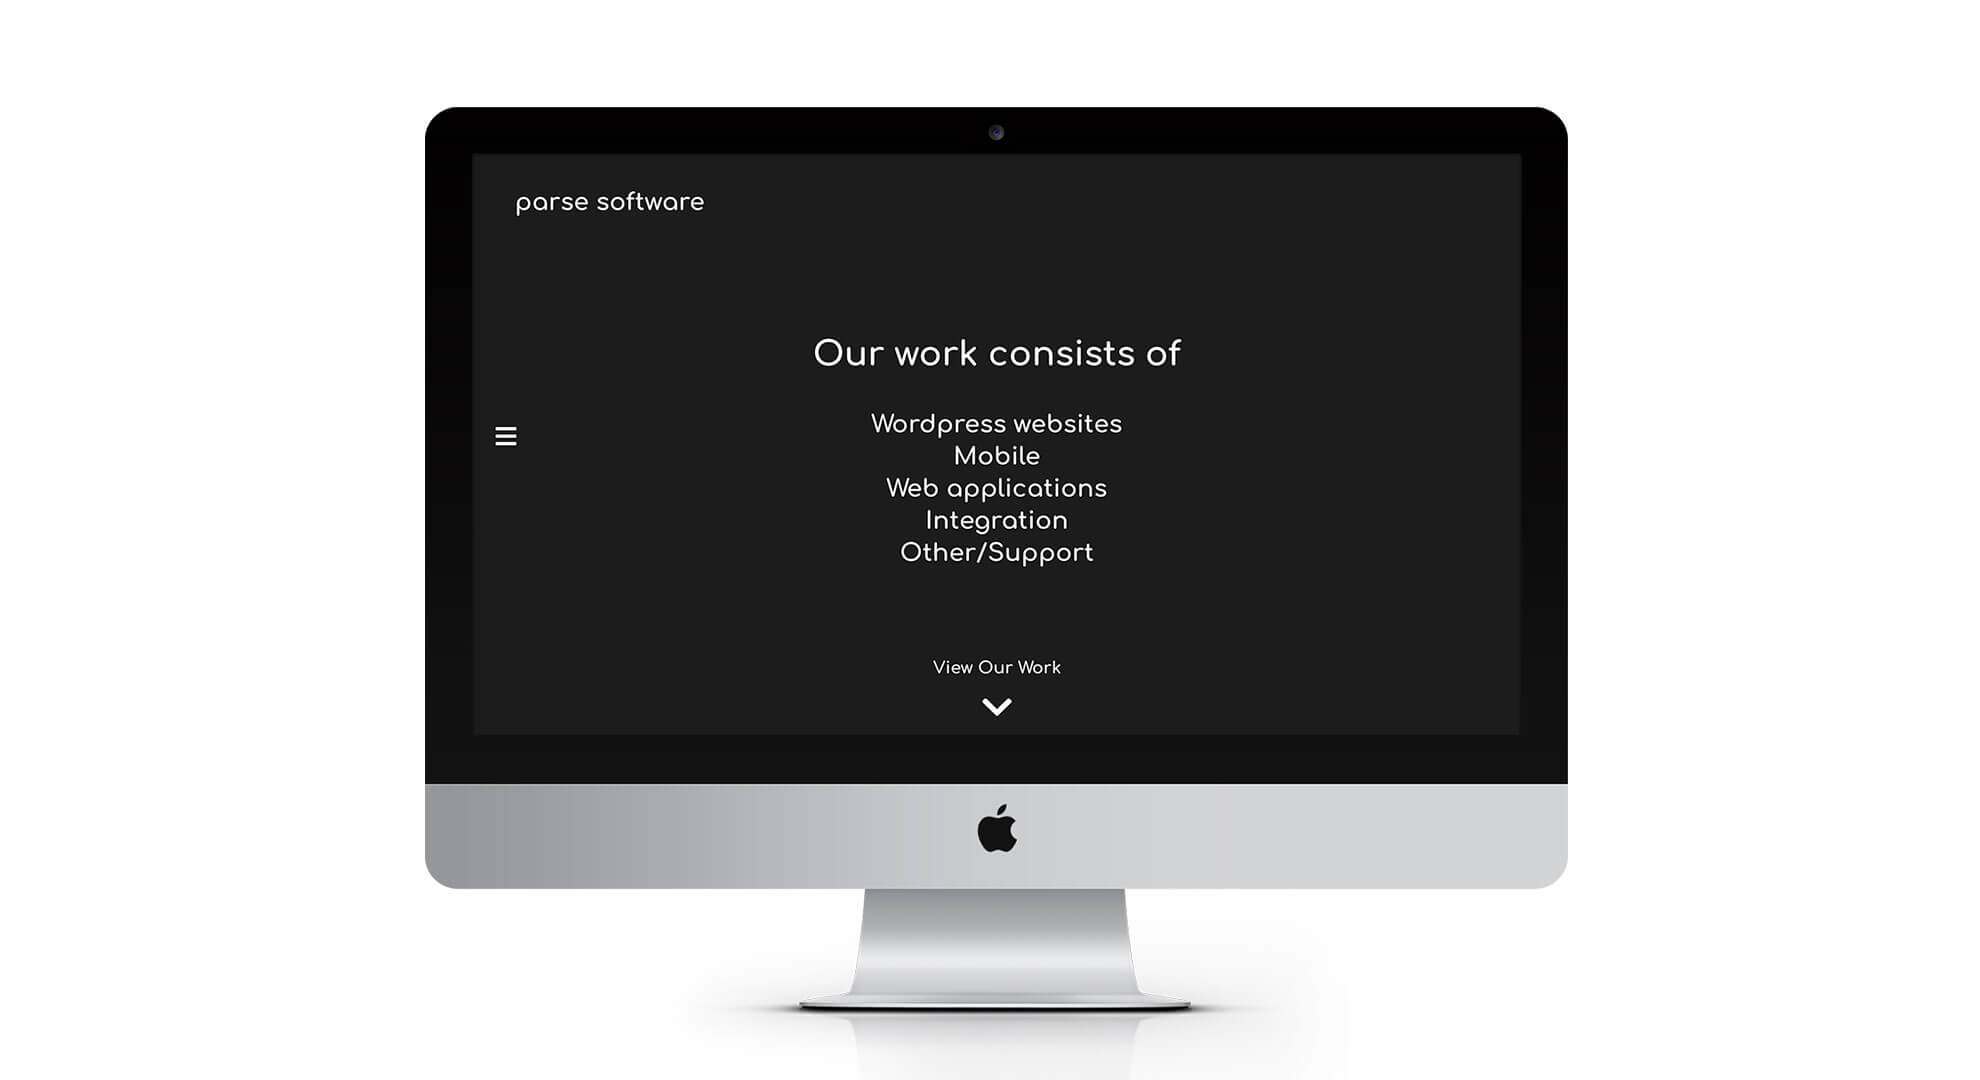 parse software
Our work consists of
Wordpress websites
Mobile
Web applications
Integration
Other/Support
View Our Work